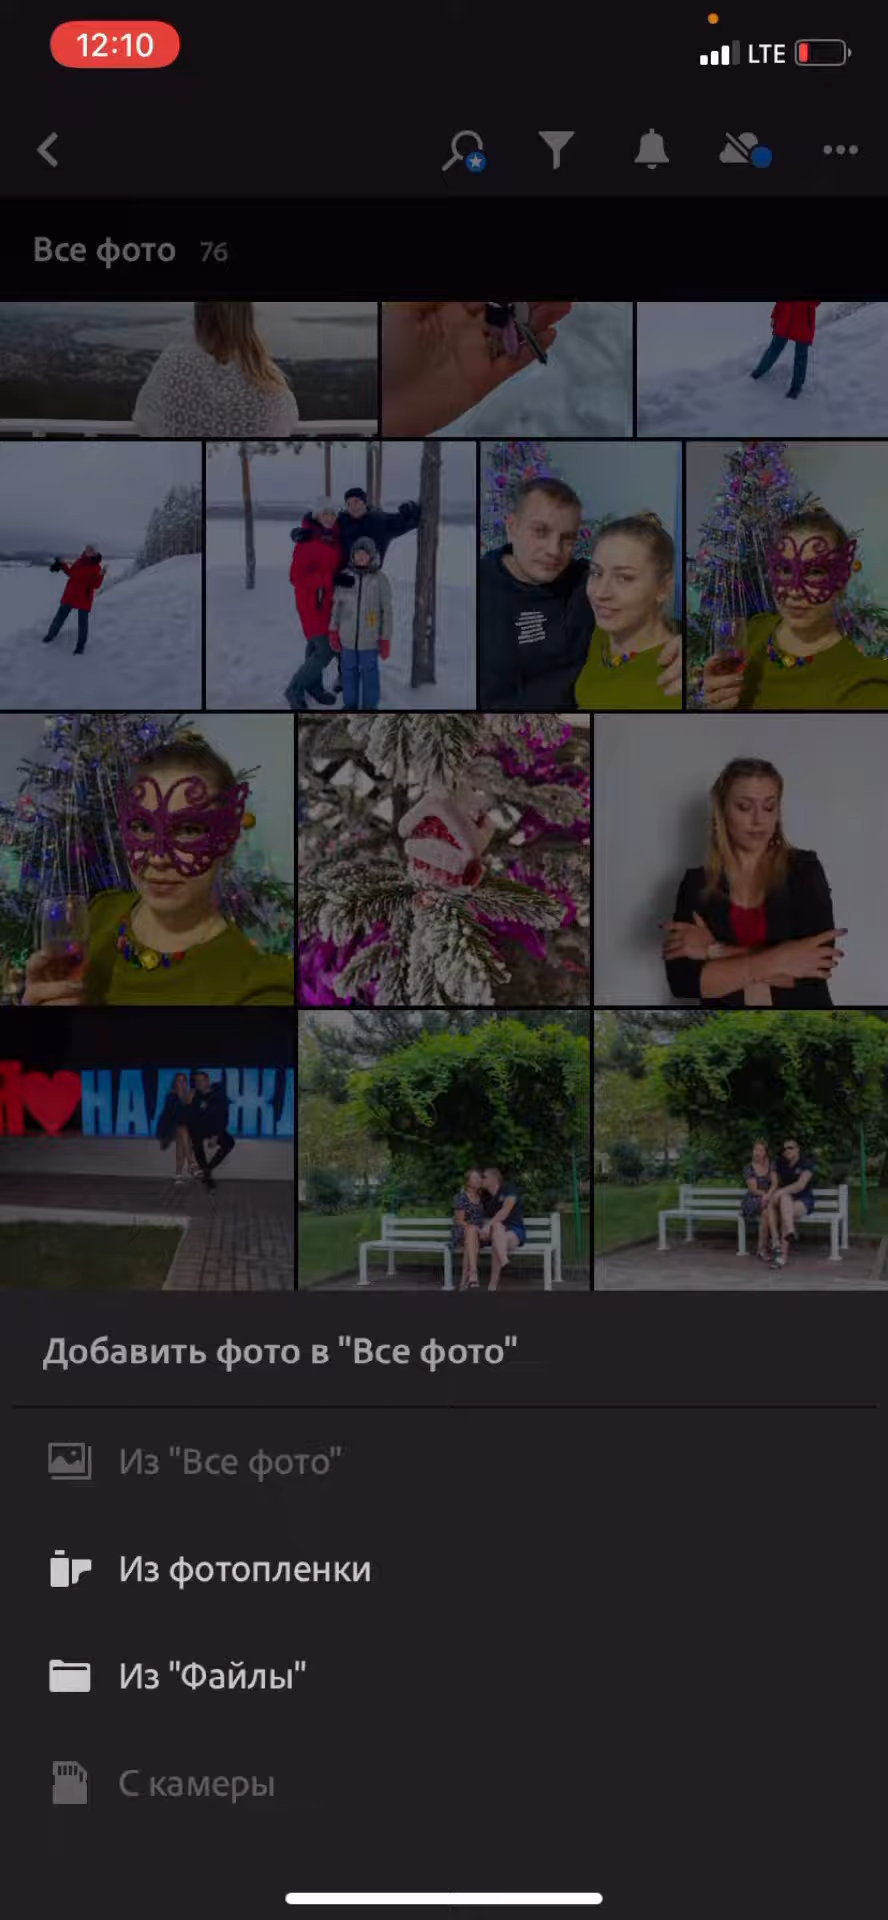 12:10
LTE
Все фото 76
Я❤НАДЕЖД
Добавить фото в "Все фото"
Из "Все фото"
Из фотопленки
Из "Файлы"
С камеры